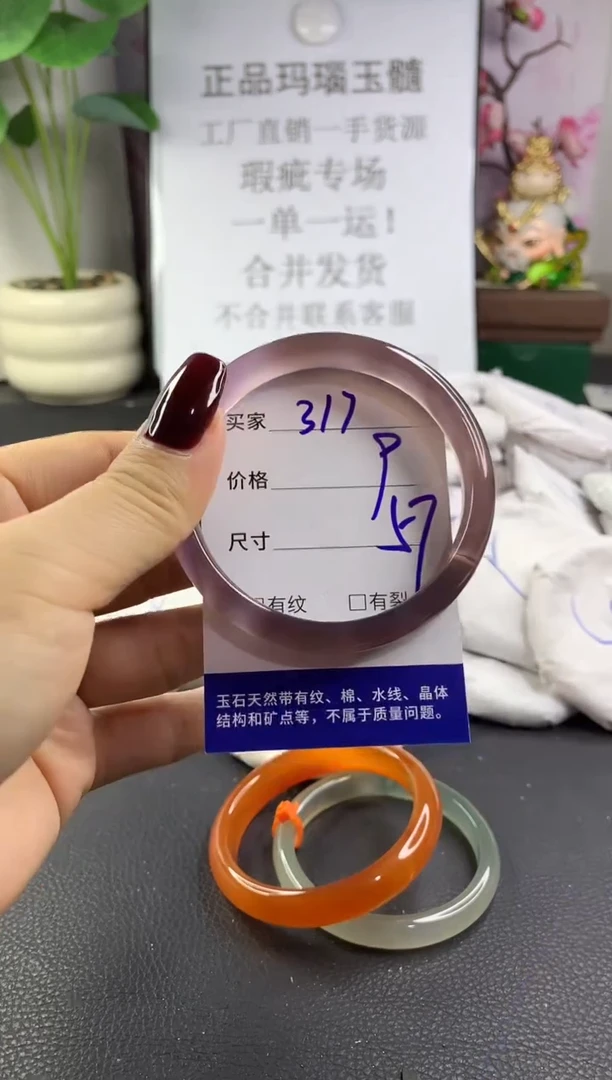 正品玛瑙玉髓
工厂直销一手货源
瑕疵专场
一单一运！
合并发货
不合并联系客服
买家 317
P
价格
尺寸 57
有纹 □有裂
玉石天然带有纹、棉、水线、晶体
结构和矿点等，不属于质量问题。